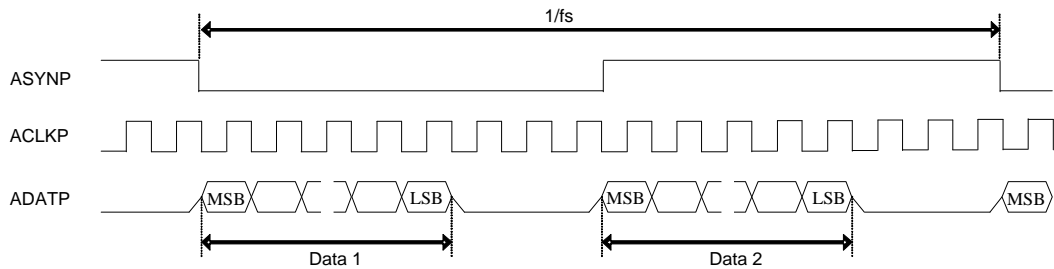 1/fs
ASYNP
ACLKP
ADATP MSB LSB MSB LSB MSB
Data 1 Data 2